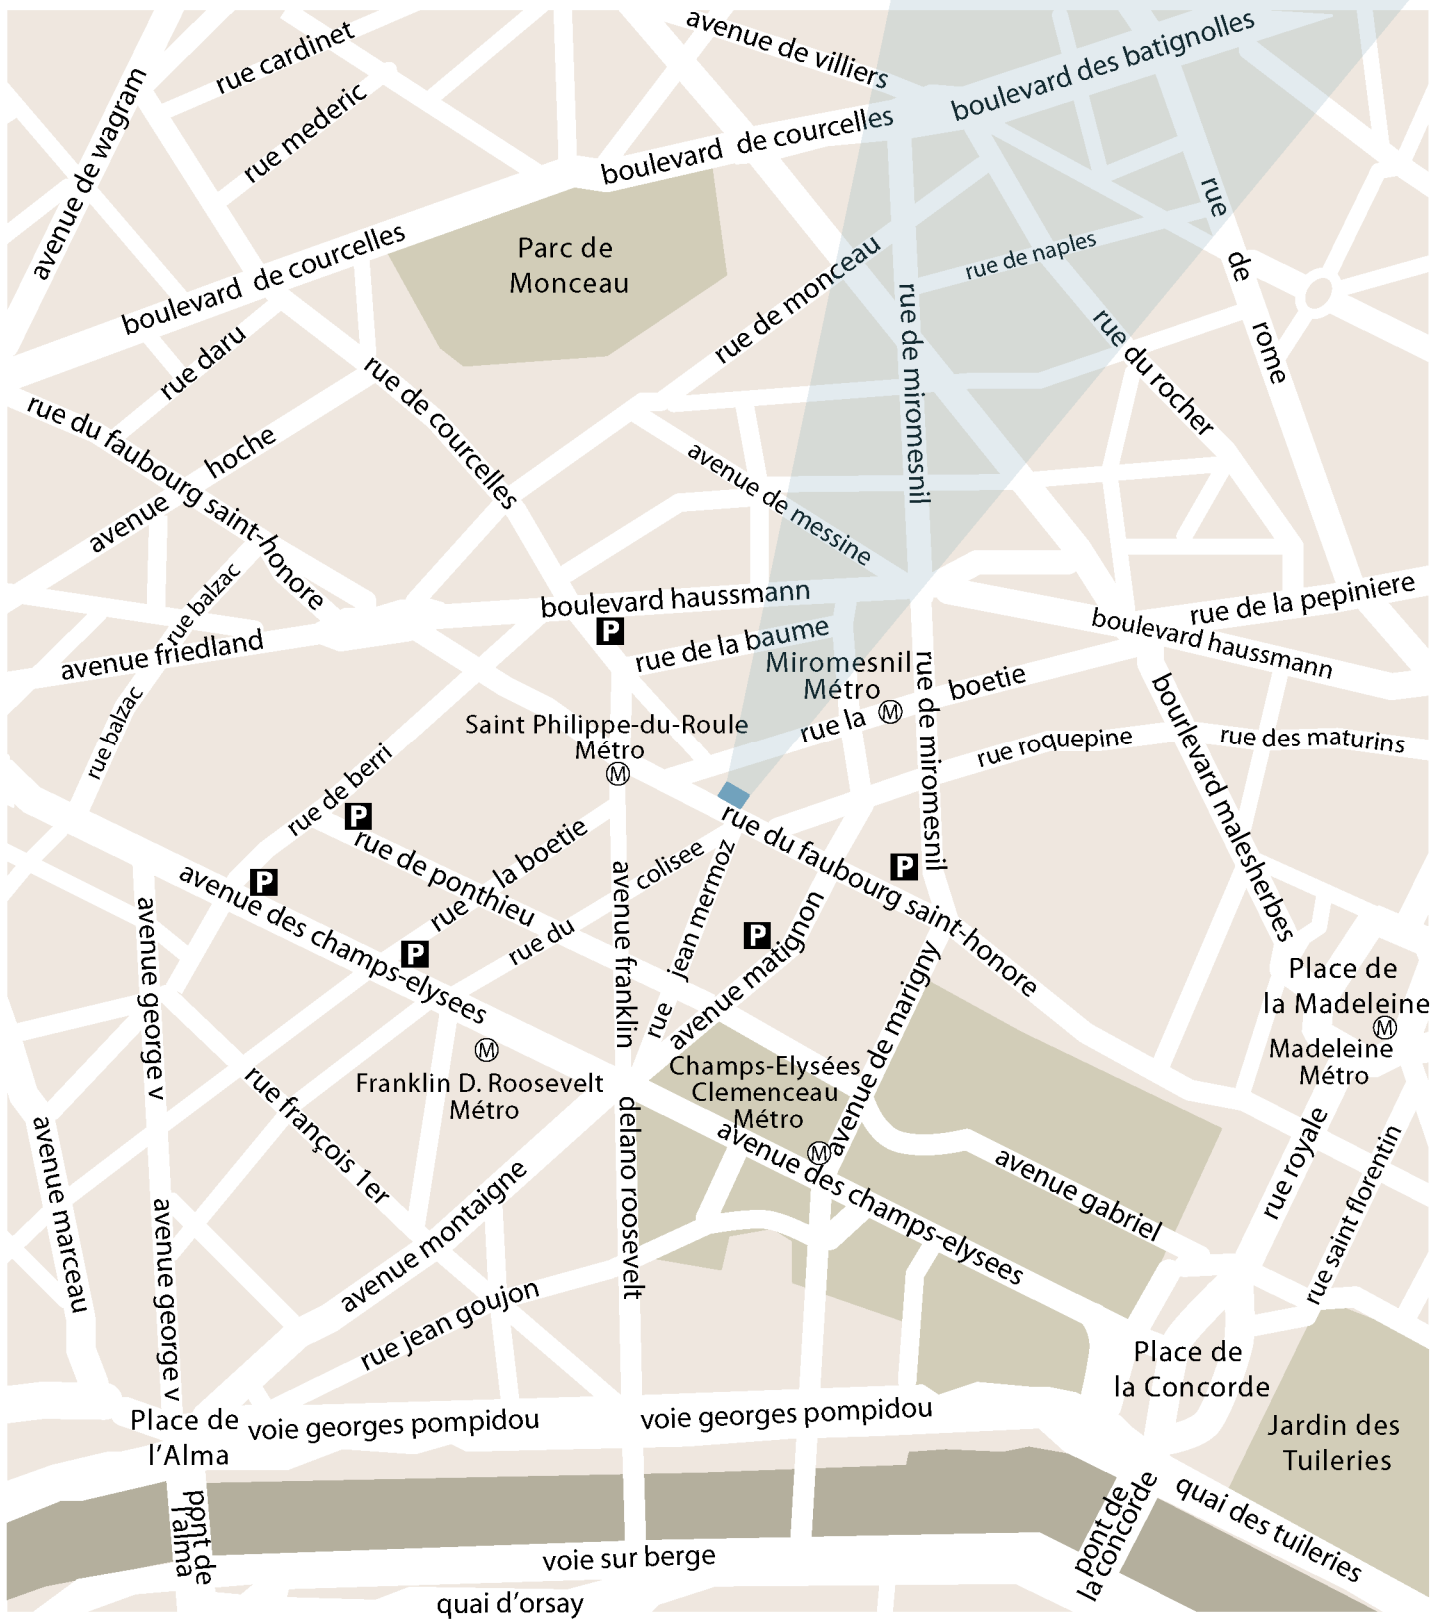 avenue de villiers
boulevard des batignolles
rue cardinet
avenue de wagram
rue mederic
boulevard de courcelles
rue
de
rome
Parc de
Monceau
boulevard de courcelles
rue de monceau
rue de naples
rue de miromesnil
rue du rocher
rue daru
rue de courcelles
rue du faubourg saint-honore
avenue hoche
avenue de messine
rue balzac
boulevard haussmann
P
rue de la pepiniere
boulevard haussmann
avenue friedland
rue de la baume
Miromesnil
Métro
M
rue la boetie
rue de miromesnil
rue balzac
Saint Philippe-du-Roule
Métro
M
rue roquepine
rue des maturins
bourlevard malesherbes
rue de berri
P
rue de ponthieu
rue la boetie
rue du colisee
rue du faubourg saint-honore
P
P
avenue des champs-elysees
P
avenue franklin
delano roosevelt
rue jean mermoz
P
avenue matignon
avenue de marigny
avenue george v
Place de
la Madeleine
M
Madeleine
Métro
M
Franklin D. Roosevelt
Métro
Champs-Elysées
Clemenceau
Métro
M
rue françois 1er
avenue marceau
avenue montaigne
avenue des champs-elysees
avenue gabriel
rue royale
rue saint florentin
avenue george v
rue jean goujon
Place de
la Concorde
Place de
l'Alma
voie georges pompidou
voie georges pompidou
Jardin des
Tuileries
pont de
l'alma
pont de
la concorde
quai des tuileries
voie sur berge
quai d'orsay